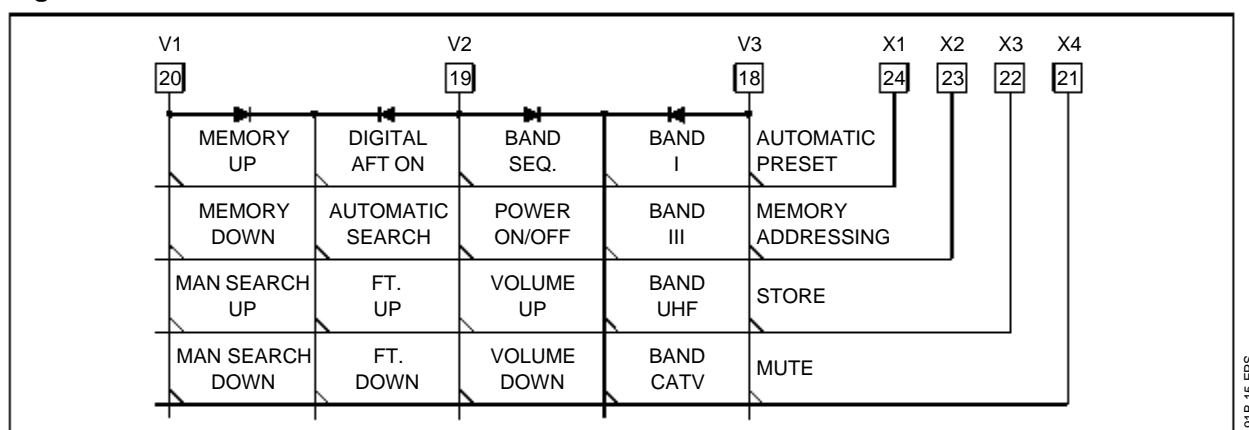 V1 V2 V3 X1 X2 X3 X4
20 19 18 24 23 22 21
MEMORY UP
DIGITAL AFT ON
BAND SEQ.
BAND I
AUTOMATIC PRESET
MEMORY DOWN
AUTOMATIC SEARCH
POWER ON/OFF
BAND III
MEMORY ADDRESSING
MAN SEARCH UP
FT. UP
VOLUME UP
BAND UHF
STORE
MAN SEARCH DOWN
FT. DOWN
VOLUME DOWN
BAND CATV
MUTE